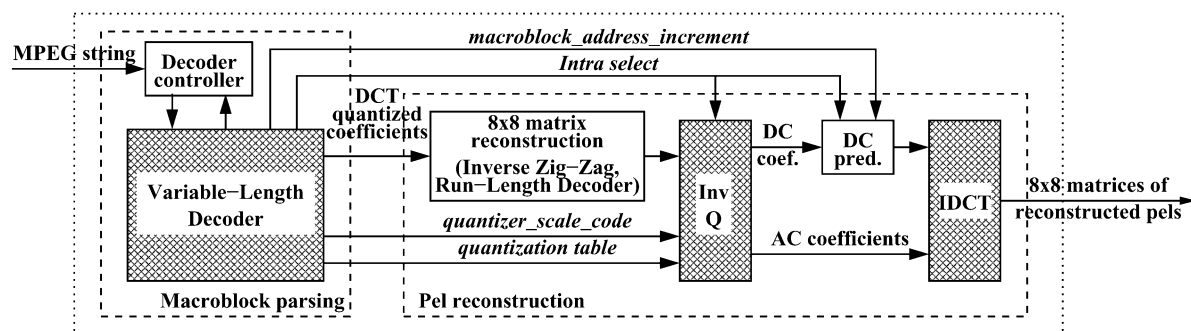 MPEG string
Decoder
controller
macroblock_address_increment
Intra select
DCT
quantized
coefficients
8x8 matrix
reconstruction
(Inverse Zig−Zag,
Run−Length Decoder)
Variable−Length
Decoder
quantizer_scale_code
quantization table
Inv
Q
DC
coef.
DC
pred.
AC coefficients
IDCT
8x8 matrices of
reconstructed pels
Macroblock parsing
Pel reconstruction